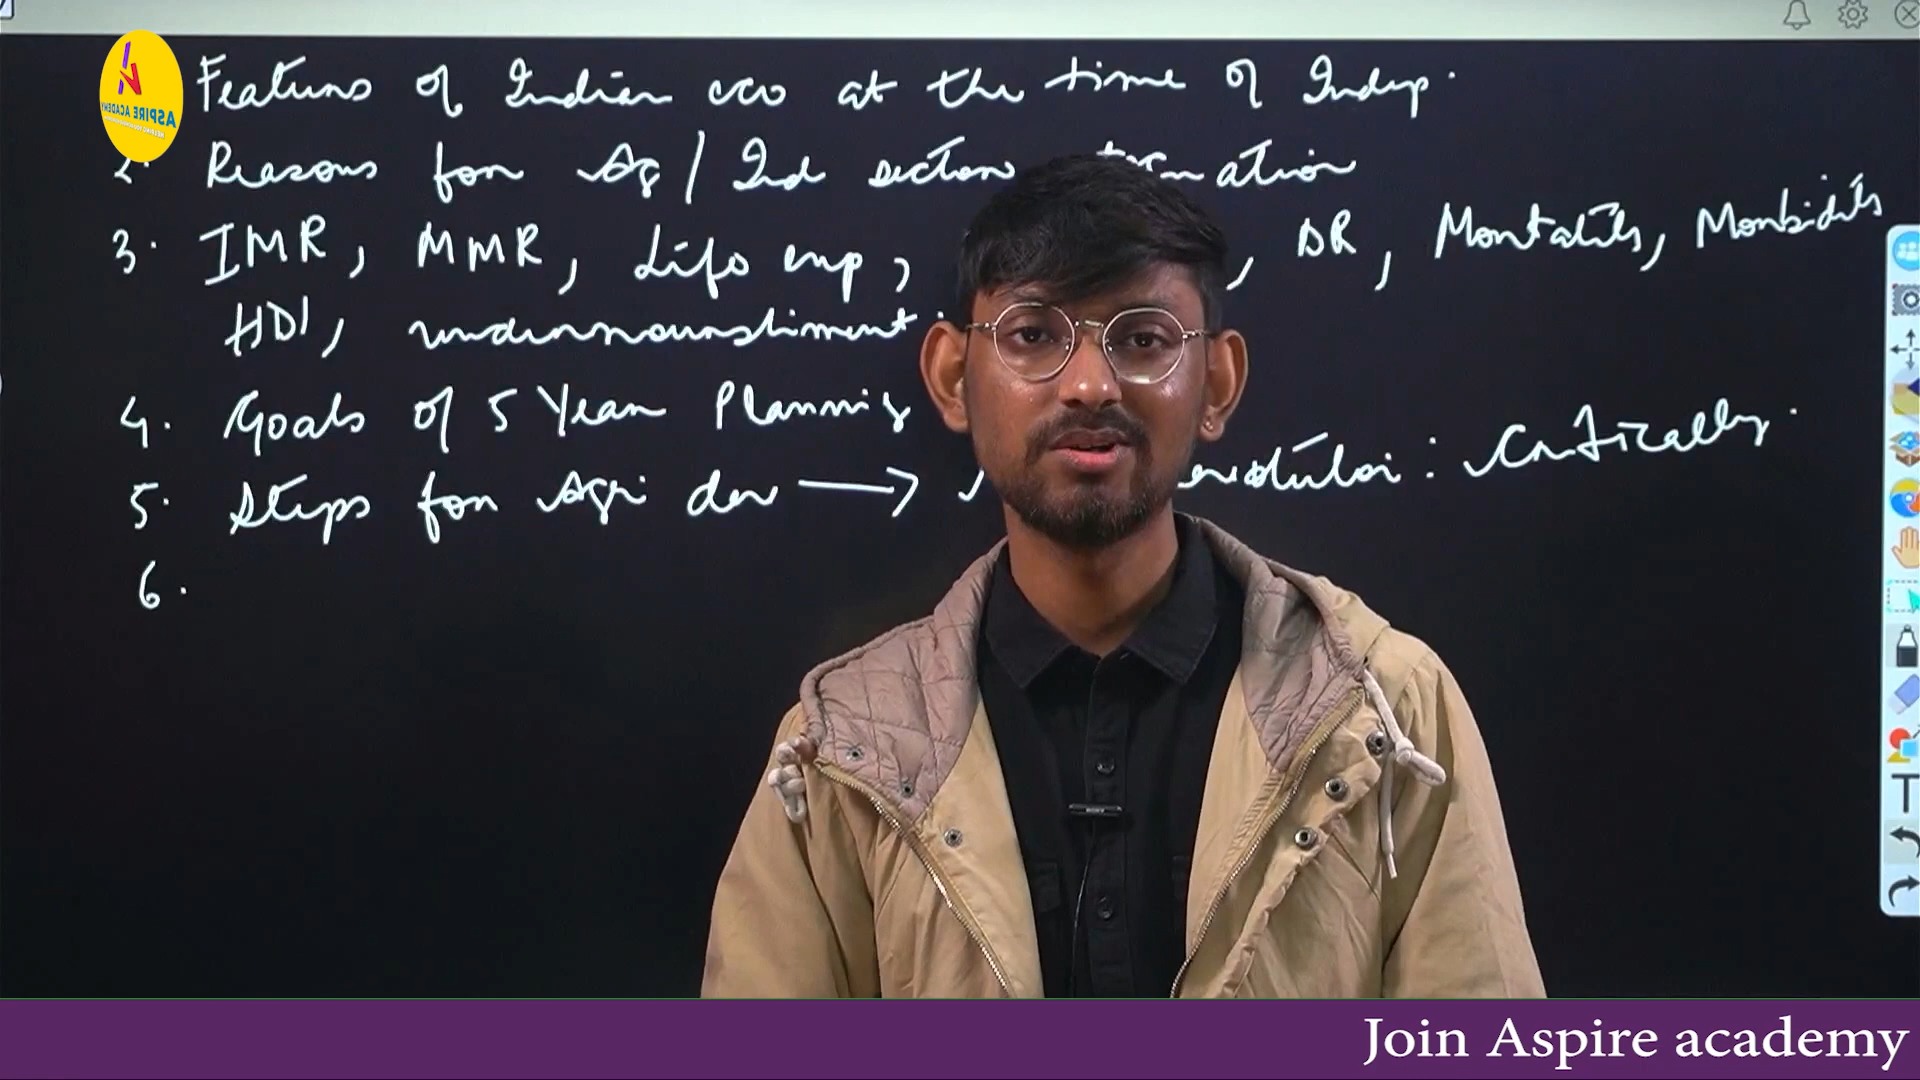 Features of Indian eco at the time of Indep.
2. Reasons for Ag / Ind sector ation
3. IMR, MMR, Life exp, , DR, Mortality, Morbidity
HDI, undernourishment
4. Goals of 5 Year Planning
5. Steps for Agri dev → : Critically.
6.
ASPIRE ACADEMY
T
Join Aspire academy